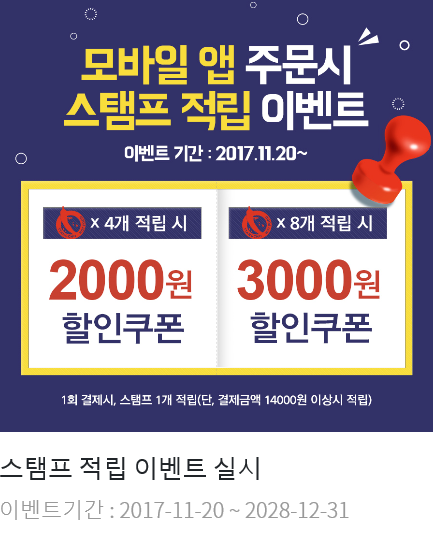 모바일 앱 주문시
스탬프 적립 이벤트
이벤트 기간 : 2017.11.20~
x 4개 적립 시
2000원
할인쿠폰
x 8개 적립 시
3000원
할인쿠폰
1회 결제시, 스탬프 1개 적립(단, 결제금액 14000원 이상시 적립)
스탬프 적립 이벤트 실시
이벤트기간 : 2017-11-20 ~ 2028-12-31